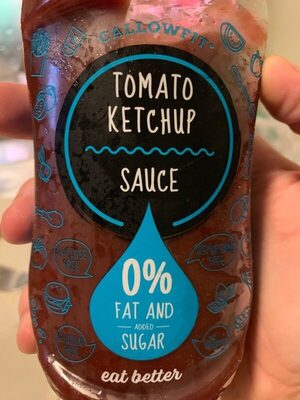 CALLOWFIT
TOMATO
KETCHUP
SAUCE
0%
FAT AND
ADDED
SUGAR
eat better